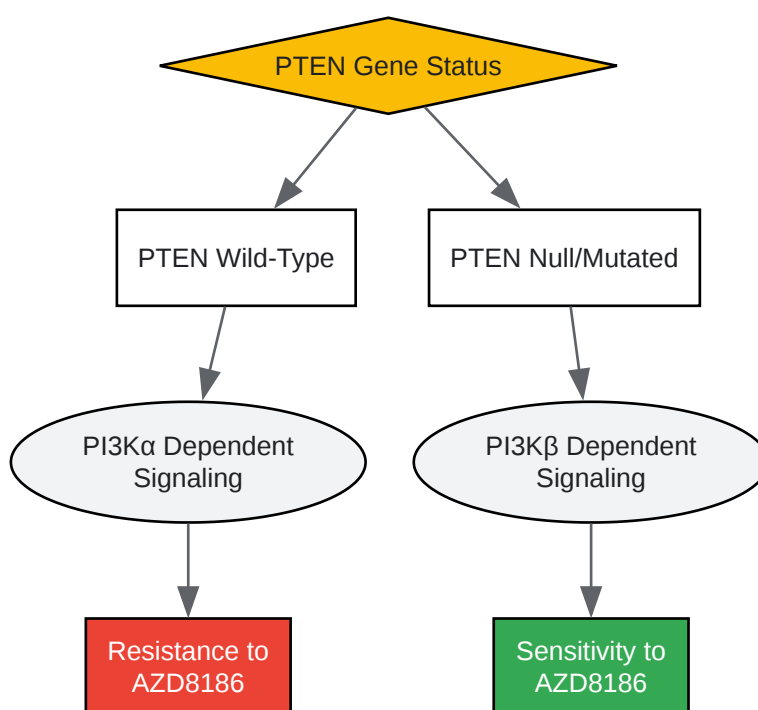 PTEN Gene Status
PTEN Wild-Type
PTEN Null/Mutated
PI3Kα Dependent
Signaling
PI3Kβ Dependent
Signaling
Resistance to
AZD8186
Sensitivity to
AZD8186